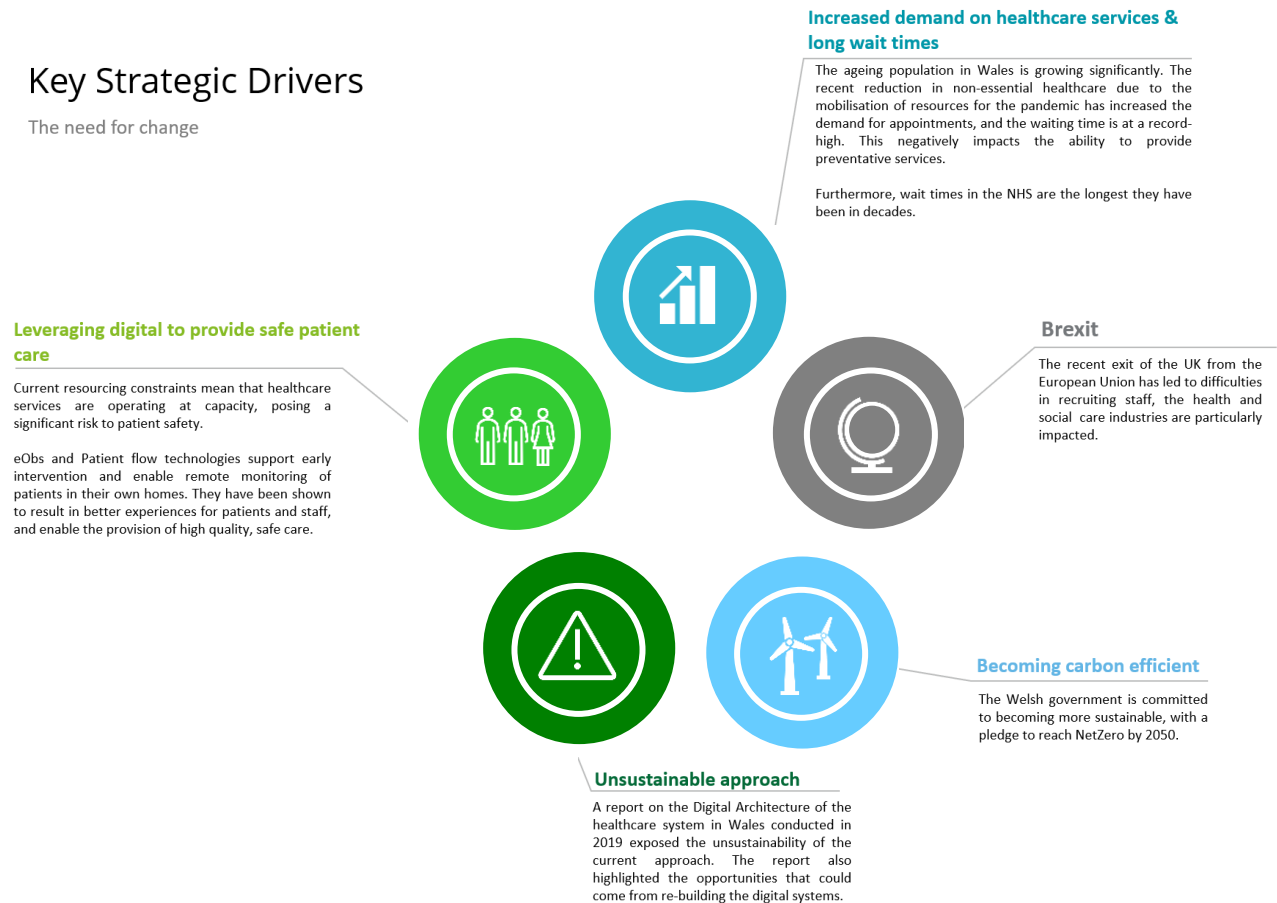 Key Strategic Drivers
The need for change
Increased demand on healthcare services &
long wait times
The ageing population in Wales is growing significantly. The
recent reduction in non-essential healthcare due to the
mobilisation of resources for the pandemic has increased the
demand for appointments, and the waiting time is at a record-
high. This negatively impacts the ability to provide
preventative services.
Furthermore, wait times in the NHS are the longest they have
been in decades.
Leveraging digital to provide safe patient
care
Current resourcing constraints mean that healthcare
services are operating at capacity, posing a
significant risk to patient safety.
eObs and Patient flow technologies support early
intervention and enable remote monitoring of
patients in their own homes. They have been shown
to result in better experiences for patients and staff,
and enable the provision of high quality, safe care.
Brexit
The recent exit of the UK from the
European Union has led to difficulties
in recruiting staff, the health and
social care industries are particularly
impacted.
Becoming carbon efficient
The Welsh government is committed
to becoming more sustainable, with a
pledge to reach NetZero by 2050.
Unsustainable approach
A report on the Digital Architecture of the
healthcare system in Wales conducted in
2019 exposed the unsustainability of the
current approach. The report also
highlighted the opportunities that could
come from re-building the digital systems.